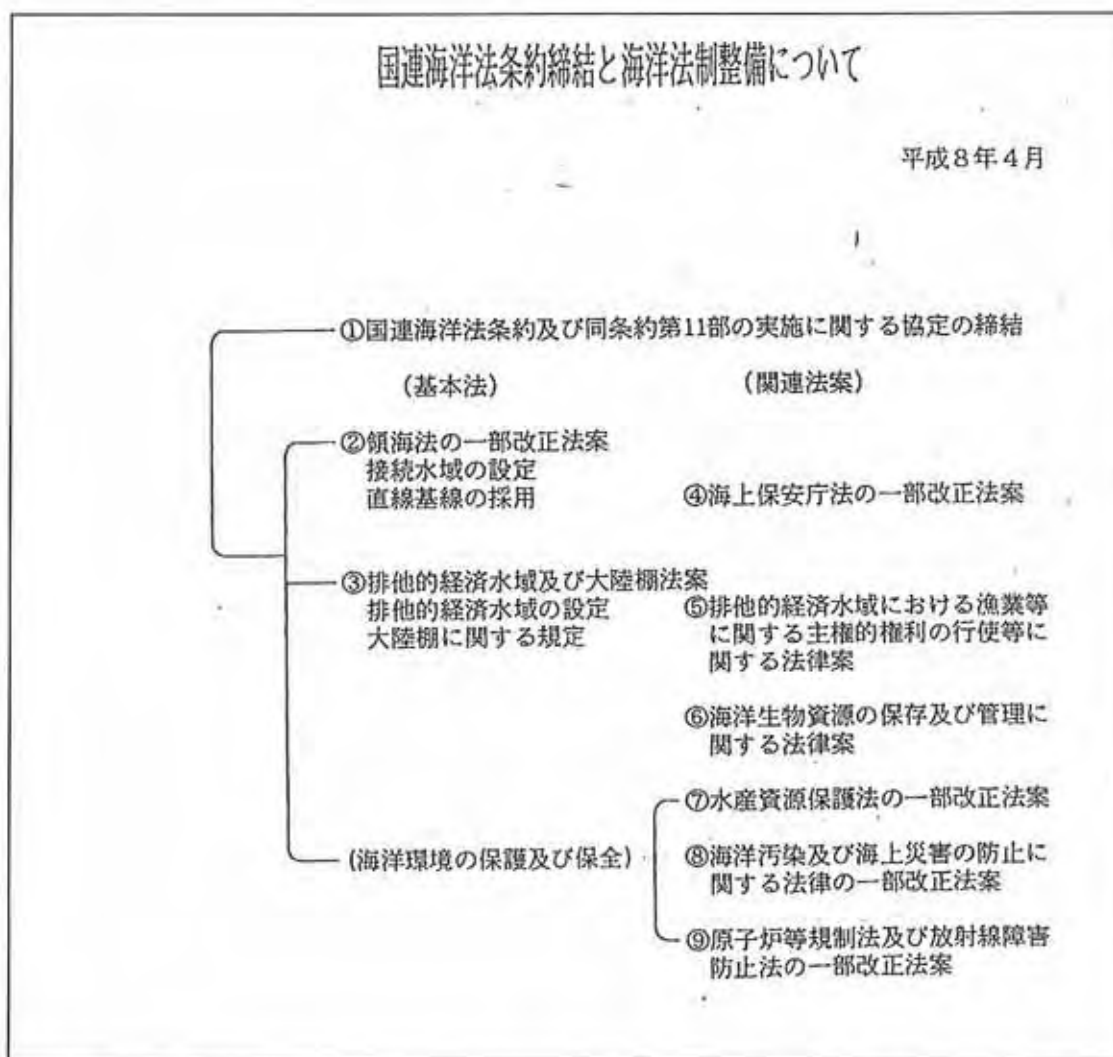 国連海洋法条約締結と海洋法制整備について
平成8年4月
①国連海洋法条約及び同条約第11部の実施に関する協定の締結
(基本法)
(関連法案)
②領海法の一部改正法案
接続水域の設定
直線基線の採用
④海上保安庁法の一部改正法案
③排他的経済水域及び大陸棚法案
排他的経済水域の設定
大陸棚に関する規定
⑤排他的経済水域における漁業等
に関する主権的権利の行使等に
関する法律案
⑥海洋生物資源の保存及び管理に
関する法律案
(海洋環境の保護及び保全)
⑦水産資源保護法の一部改正法案
⑧海洋汚染及び海上災害の防止に
関する法律の一部改正法案
⑨原子炉等規制法及び放射線障害
防止法の一部改正法案